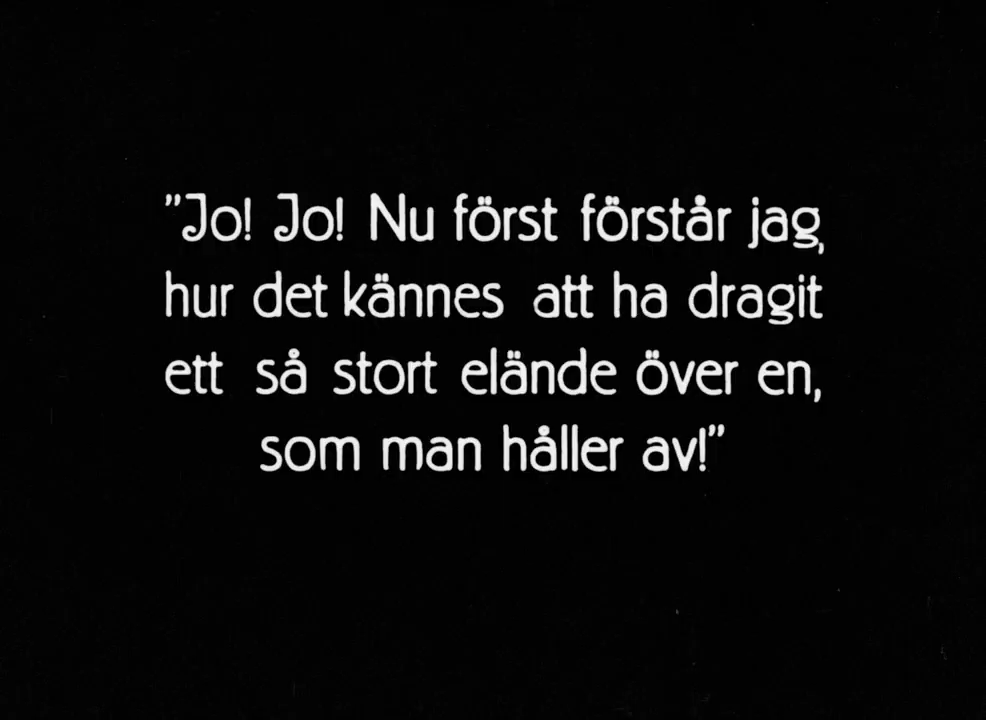 ”Jo! Jo! Nu först förstår jag,
hur det kännes att ha dragit
ett så stort elände över en,
som man håller av!”